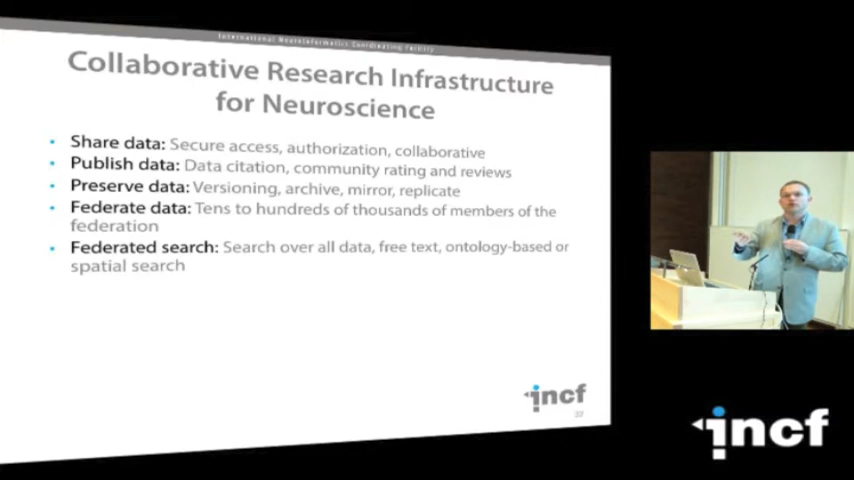 International Neuroinformatics Coordinating Facility
Collaborative Research Infrastructure
for Neuroscience
• Share data: Secure access, authorization, collaborative
• Publish data: Data citation, community rating and reviews
• Preserve data: Versioning, archive, mirror, replicate
• Federate data: Tens to hundreds of thousands of members of the
federation
• Federated search: Search over all data, free text, ontology-based or
spatial search
incf
incf